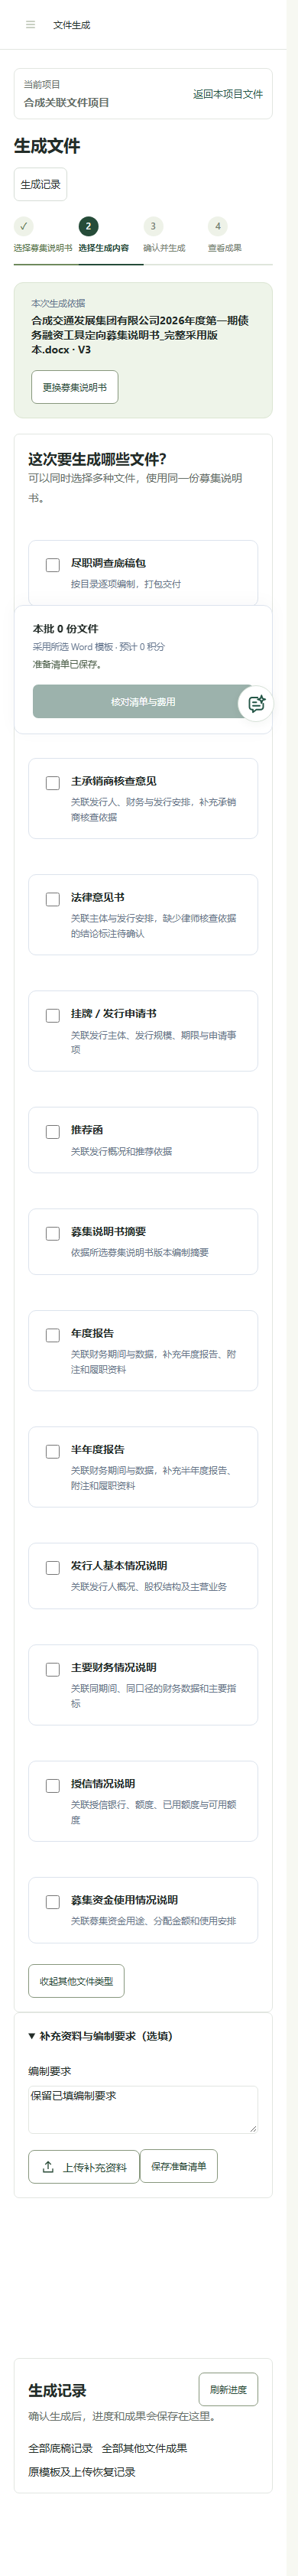 文件生成
当前项目
合成关联文件项目
返回本项目文件
生成文件
生成记录
✓ 2 3 4
选择募集说明书 选择生成内容 确认并生成 查看成果
本次生成依据
合成交通发展集团有限公司2026年度第一期债
务融资工具定向募集说明书_完整采用版
本.docx · V3
更换募集说明书
这次要生成哪些文件？
可以同时选择多种文件，使用同一份募集说明
书。
尽职调查底稿包
按目录逐项编制，打包交付
本批 0 份文件
采用所选 Word 模板 · 预计 0 积分
准备清单已保存。
核对清单与费用
主承销商核查意见
关联发行人、财务与发行安排，补充承销
商核查依据
法律意见书
关联主体与发行安排，缺少律师核查依据
的结论标注待确认
挂牌 / 发行申请书
关联发行主体、发行规模、期限与申请事
项
推荐函
关联发行概况和推荐依据
募集说明书摘要
依据所选募集说明书版本编制摘要
年度报告
关联财务期间与数据，补充年度报告、附
注和履职资料
半年度报告
关联财务期间与数据，补充半年度报告、
附注和履职资料
发行人基本情况说明
关联发行人概况、股权结构及主营业务
主要财务情况说明
关联同期间、同口径的财务数据和主要指
标
授信情况说明
关联授信银行、额度、已用额度与可用额
度
募集资金使用情况说明
关联募集资金用途、分配金额和使用安排
收起其他文件类型
▼ 补充资料与编制要求（选填）
编制要求
保留已填编制要求
上传补充资料 保存准备清单
生成记录
刷新进度
确认生成后，进度和成果会保存在这里。
全部底稿记录 全部其他文件成果
原模板及上传恢复记录